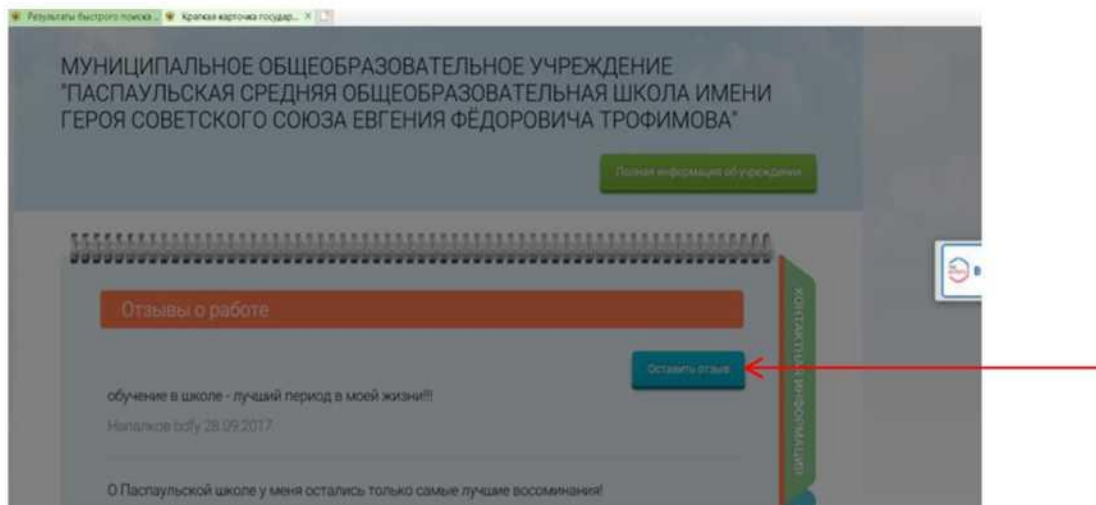 Результаты быстрого поиска ...
Краткая карточка государ... ×
МУНИЦИПАЛЬНОЕ ОБЩЕОБРАЗОВАТЕЛЬНОЕ УЧРЕЖДЕНИЕ
"ПАСПАУЛЬСКАЯ СРЕДНЯЯ ОБЩЕОБРАЗОВАТЕЛЬНАЯ ШКОЛА ИМЕНИ
ГЕРОЯ СОВЕТСКОГО СОЮЗА ЕВГЕНИЯ ФЁДОРОВИЧА ТРОФИМОВА"
Полная информация об учреждении
Отзывы о работе
КОНТАКТНАЯ ИНФОРМАЦИЯ
Оставить отзыв
обучение в школе - лучший период в моей жизни!!!
Напалков bdfy 28.09.2017
О Паспаульской школе у меня остались только самые лучшие восоминания!